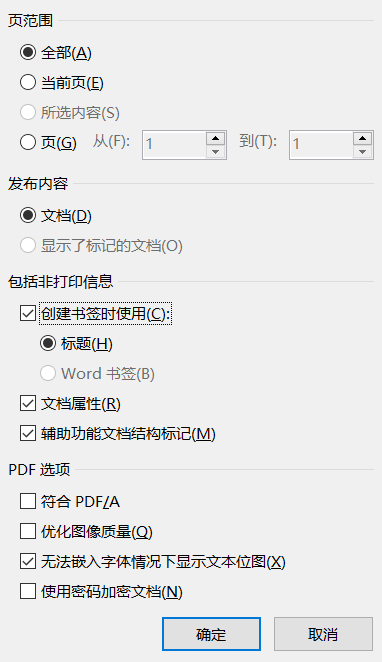 页范围
全部(A)
当前页(E)
所选内容(S)
页(G) 从(F): 1 到(T): 1
发布内容
文档(D)
显示了标记的文档(O)
包括非打印信息
创建书签时使用(C):
标题(H)
Word 书签(B)
文档属性(R)
辅助功能文档结构标记(M)
PDF 选项
符合 PDF/A
优化图像质量(Q)
无法嵌入字体情况下显示文本位图(X)
使用密码加密文档(N)
确定 取消